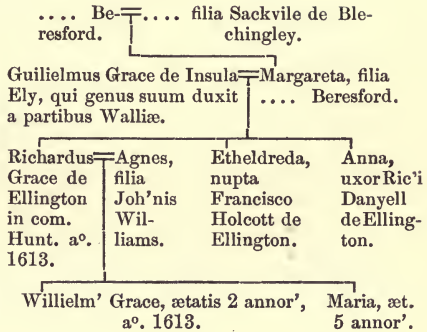 .... Be- .... filia Sackvile de Ble-
resford. chingley.
Guilielmus Grace de Insula Margareta, filia
Ely, qui genus suum duxit .... Beresford.
a partibus Walliæ.
Richardus Agnes, Etheldreda, Anna,
Grace de filia nupta uxor Ric'i
Ellington Joh'nis Francisco Danyell
in com. Wil- Holcott de de Elling-
Hunt. aº. liams. Ellington. ton.
1613.
Willielm' Grace, ætatis 2 annor', Maria, æt.
aº. 1613. 5 annor'.